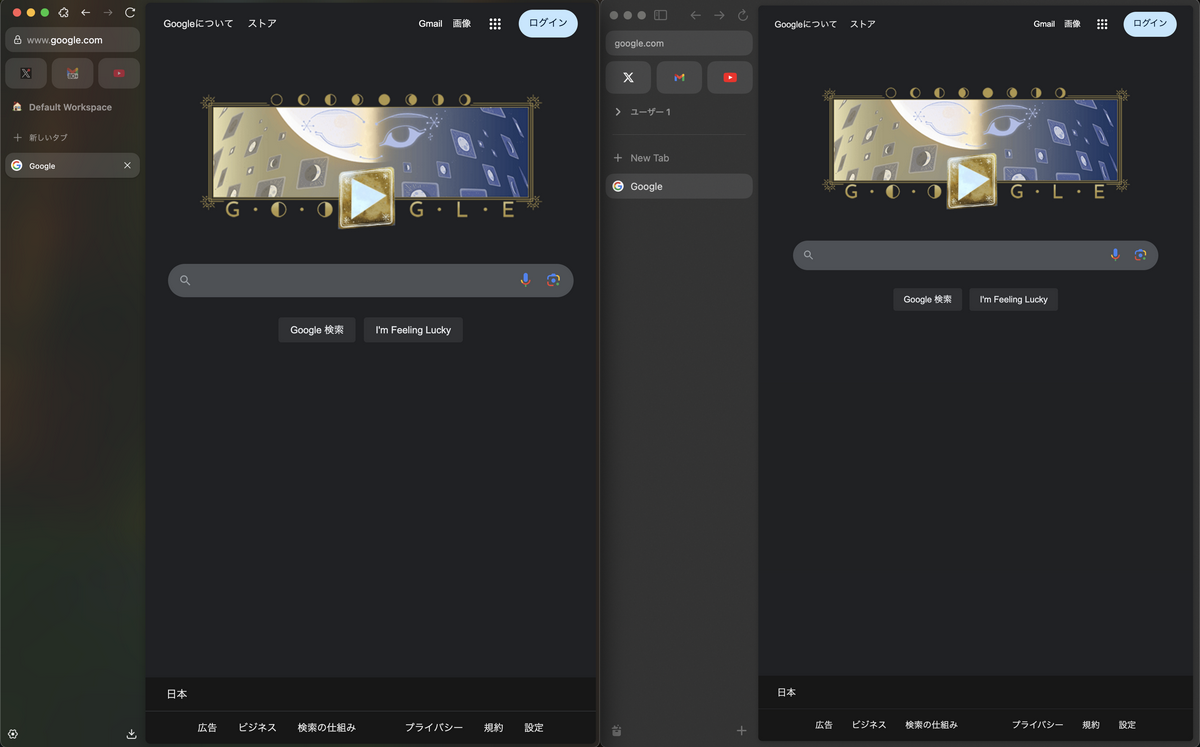 www.google.com
Default Workspace
新しいタブ
Google
Googleについて ストア Gmail 画像 ログイン
G · · G · L · E
Google 検索 I'm Feeling Lucky
日本
広告 ビジネス 検索の仕組み プライバシー 規約 設定
google.com
ユーザー 1
New Tab
Google
Googleについて ストア Gmail 画像 ログイン
G · · G · L · E
Google 検索 I'm Feeling Lucky
日本
広告 ビジネス 検索の仕組み プライバシー 規約 設定